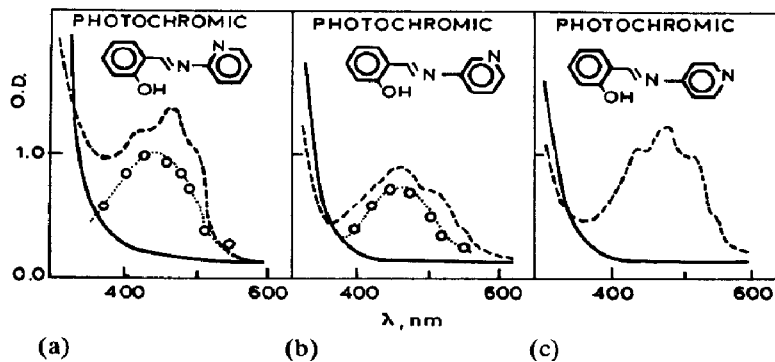 PHOTOCHROMIC PHOTOCHROMIC PHOTOCHROMIC
N N N
N N N
OH OH OH
O.D.
1.0
0.0
400 600 400 600 400 600
λ, nm
(a) (b) (c)